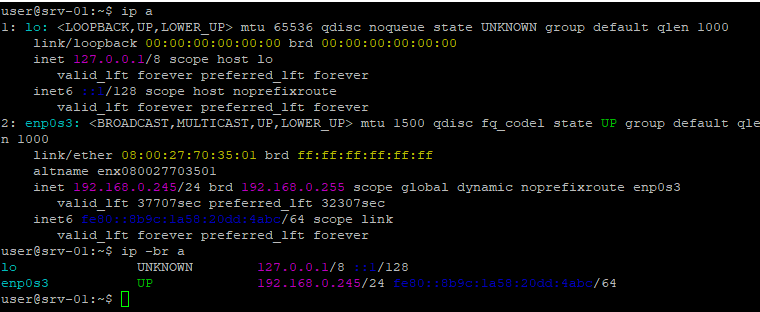 user@srv-01:~$ ip a
1: lo: <LOOPBACK,UP,LOWER_UP> mtu 65536 qdisc noqueue state UNKNOWN group default qlen 1000
    link/loopback 00:00:00:00:00:00 brd 00:00:00:00:00:00
    inet 127.0.0.1/8 scope host lo
       valid_lft forever preferred_lft forever
    inet6 ::1/128 scope host noprefixroute
       valid_lft forever preferred_lft forever
2: enp0s3: <BROADCAST,MULTICAST,UP,LOWER_UP> mtu 1500 qdisc fq_codel state UP group default qle
n 1000
    link/ether 08:00:27:70:35:01 brd ff:ff:ff:ff:ff:ff
    altname enx080027703501
    inet 192.168.0.245/24 brd 192.168.0.255 scope global dynamic noprefixroute enp0s3
       valid_lft 37707sec preferred_lft 32307sec
    inet6 fe80::8b9c:1a58:20dd:4abc/64 scope link
       valid_lft forever preferred_lft forever
user@srv-01:~$ ip -br a
lo               UNKNOWN        127.0.0.1/8 ::1/128
enp0s3           UP             192.168.0.245/24 fe80::8b9c:1a58:20dd:4abc/64
user@srv-01:~$